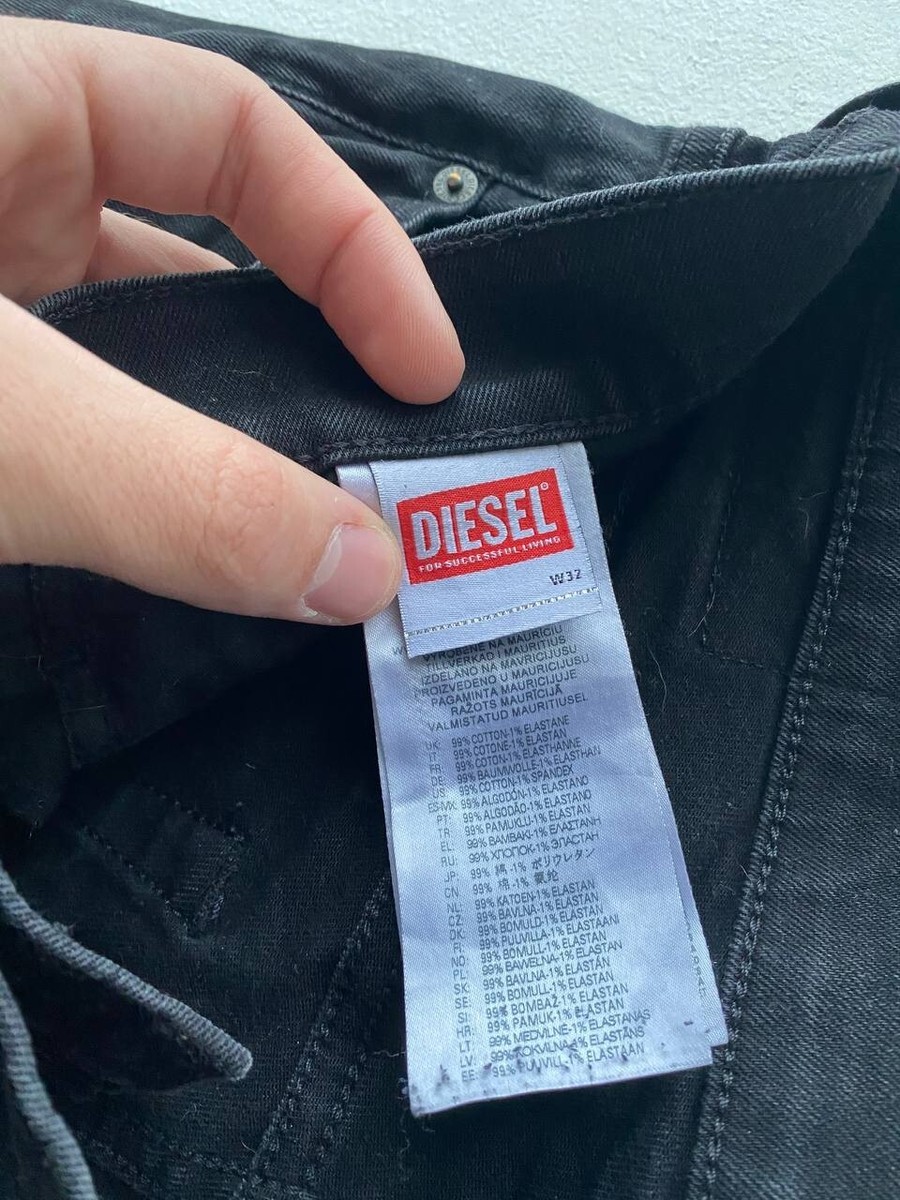 DIESEL®
FOR SUCCESSFUL LIVING
W32
VYROBENE NA MAURÍCIU
TILLVERKAD I MAURITIUS
IZDELANO NA MAVRICIJUSU
PROIZVEDENO U MAURICIJUSU
PAGAMINTA MAURICIJUJE
RAŽOTS MAURĪCIJĀ
VALMISTATUD MAURITIUSEL
UK: 99% COTTON-1% ELASTANE
IT: 99% COTONE-1% ELASTAN
FR: 99% COTON-1% ELASTHANNE
DE: 99% BAUMWOLLE-1% ELASTHAN
US: 99% COTTON-1% SPANDEX
ES-MX: 99% ALGODÓN-1% ELASTANO
PT: 99% ALGODÃO-1% ELASTANO
TR: 99% PAMUKLU-1% ELASTAN
EL: 99% ΒΑΜΒΑΚΙ-1% ΕΛΑΣΤΑΝΗ
RU: 99% ХЛОПОК-1% ЭЛАСТАН
JP: 99% 綿 -1% ポリウレタン
CN: 99% 棉 -1% 氨纶
NL: 99% KATOEN-1% ELASTAN
CZ: 99% BAVLNA-1% ELASTAN
DK: 99% BOMULD-1% ELASTAN
FI: 99% PUUVILLA-1% ELASTAANI
NO: 99% BOMULL-1% ELASTAN
PL: 99% BAWEŁNA-1% ELASTAN
SK: 99% BAVLNA-1% ELASTAN
SE: 99% BOMULL-1% ELASTAN
SI: 99% BOMBAŽ-1% ELASTAN
HR: 99% PAMUK-1% ELASTAN
LT: 99% MEDVILNĖ-1% ELASTANAS
LV: 99% KOKVILNA-1% ELASTĀNS
EE: 99% PUUVILL-1% ELASTAAN